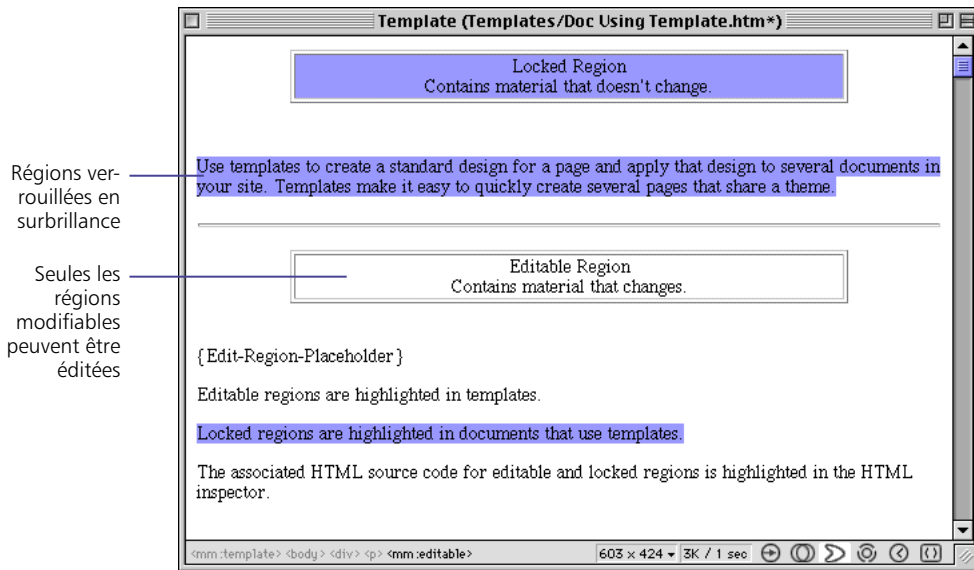 Template (Templates/Doc Using Template.htm*)
Locked Region
Contains material that doesn't change.
Régions ver-
rouillées en
surbrillance
Use templates to create a standard design for a page and apply that design to several documents in
your site. Templates make it easy to quickly create several pages that share a theme.
Seules les
régions
modifiables
peuvent être
éditées
Editable Region
Contains material that changes.
{Edit-Region-Placeholder}
Editable regions are highlighted in templates.
Locked regions are highlighted in documents that use templates.
The associated HTML source code for editable and locked regions is highlighted in the HTML
inspector.
<mm:template> <body> <div> <p> <mm:editable> 603 x 424 3K / 1 sec